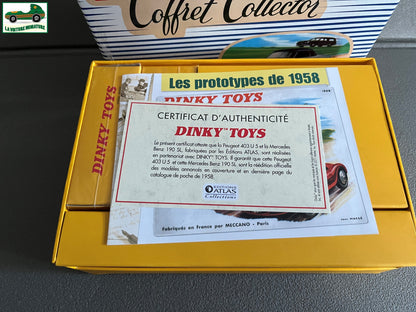 LA VOITURE MINIATURE
Coffret Collector
Les prototypes de 1958
DINKY TOYS
CERTIFICAT D'AUTHENTICITÉ
DINKY™ TOYS
Le présent certificat atteste que la Peugeot 403 U 5 et la Mercedes
Benz 190 SL, fabriquées par les Éditions ATLAS, sont réalisées
en partenariat avec DINKY™ TOYS. Il garantit que cette Peugeot
403 U 5 et cette Mercedes Benz 190 SL sont la réédition officielle
des modèles annoncés en couverture et en dernière page du
catalogue de poche de 1958.
ATLAS
Collections
DINKY TOYS
Fabriquées en France par MECCANO - Paris